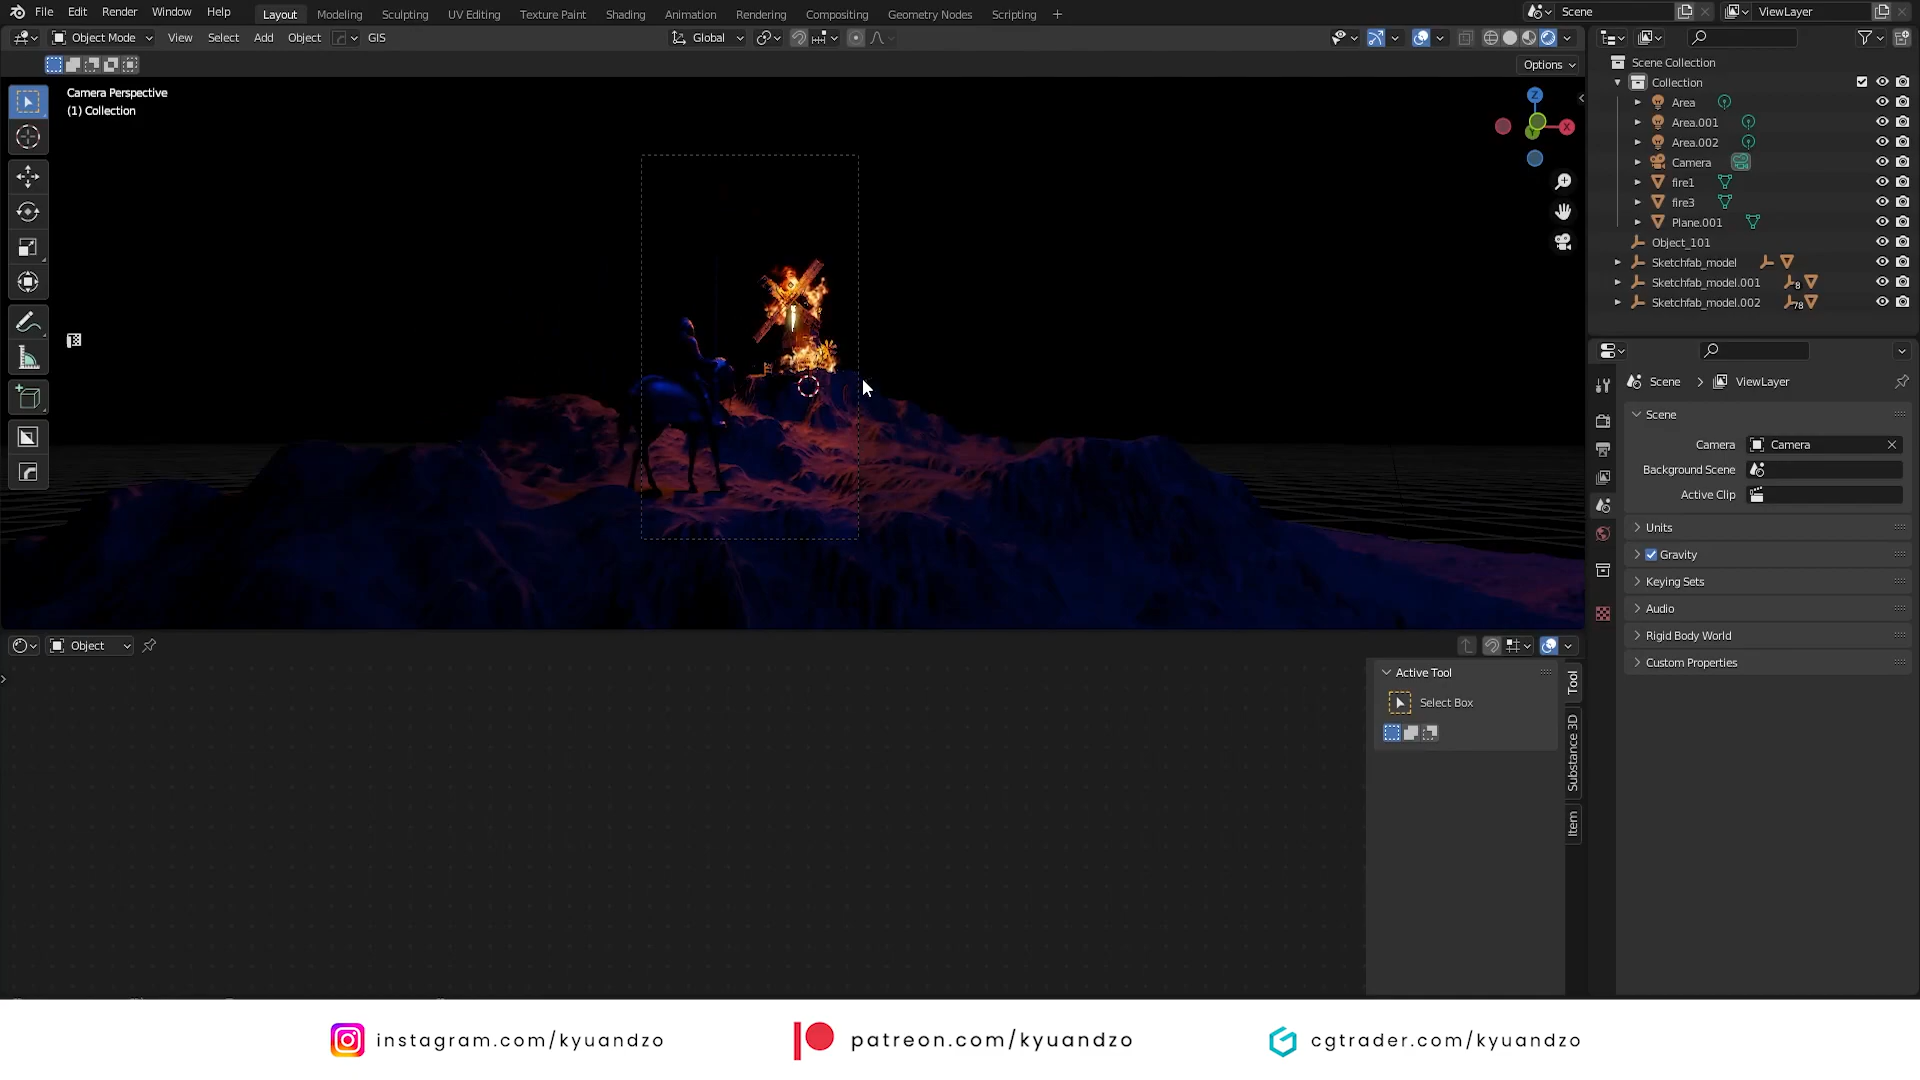 File Edit Render Window Help Layout Modeling Sculpting UV Editing Texture Paint Shading Animation Rendering Compositing Geometry Nodes Scripting + Scene ViewLayer
Object Mode View Select Add Object GIS Global
Options
Camera Perspective
(1) Collection
Z
X
Scene Collection
Collection
Area
Area.001
Area.002
Camera
fire1
fire3
Plane.001
Object_101
Sketchfab_model
Sketchfab_model.001 8
Sketchfab_model.002 78
Scene ViewLayer
Scene
Camera Camera
Background Scene
Active Clip
Units
Gravity
Keying Sets
Audio
Rigid Body World
Custom Properties
Object
Active Tool
Select Box
Tool
Substance 3D
Item
instagram.com/kyuandzo patreon.com/kyuandzo cgtrader.com/kyuandzo